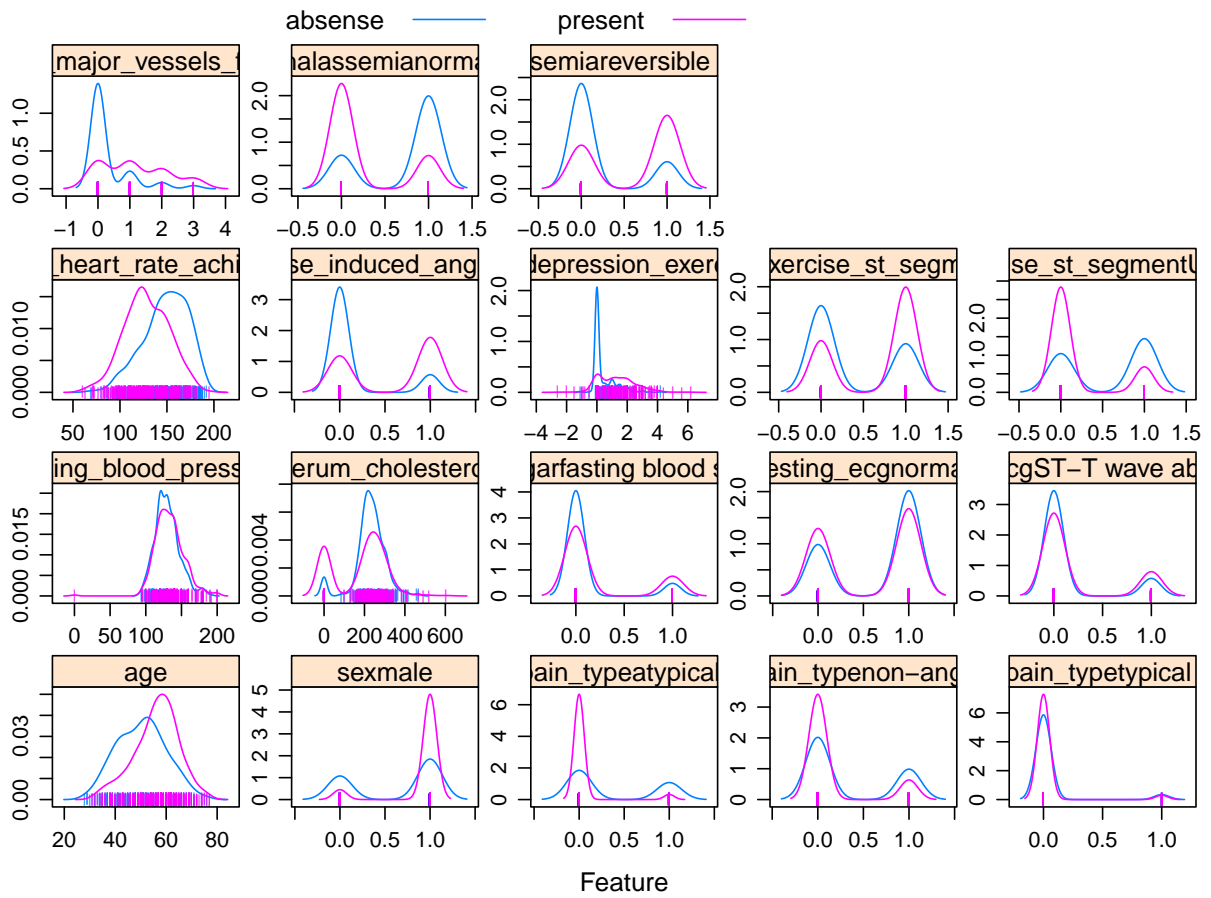 absense present
_major_vessels_f
nalassemianorma
semiareversible
0.0 0.5 1.0
0.0 1.0 2.0
0.0 1.0 2.0
−1 0 1 2 3 4
−0.5 0.0 0.5 1.0 1.5
−0.5 0.0 0.5 1.0 1.5
_heart_rate_achi
se_induced_ang
depression_exer
xercise_st_segm
se_st_segmentU
0.000 0.010
0 1 2 3
0.0 1.0 2.0
0.0 1.0 2.0
0.0 1.0 2.0
50 100 150 200
0.0 0.5 1.0
−4 −2 0 2 4 6
−0.5 0.0 0.5 1.0 1.5
−0.5 0.0 0.5 1.0 1.5
ing_blood_press
erum_cholestero
garfasting blood s
esting_ecgnorma
cgST−T wave ab
0.000 0.015
0.000 0.004
0 1 2 3 4
0.0 1.0 2.0
0 1 2 3
0 50 100 200
0 200 400 600
0.0 0.5 1.0
0.0 0.5 1.0
0.0 0.5 1.0
age
sexmale
pain_typeatypical
ain_typenon−ang
pain_typetypical
0.00 0.03
0 1 2 3 4 5
0 2 4 6
0 1 2 3
0 2 4 6
20 40 60 80
0.0 0.5 1.0
0.0 0.5 1.0
0.0 0.5 1.0
0.0 0.5 1.0
Feature